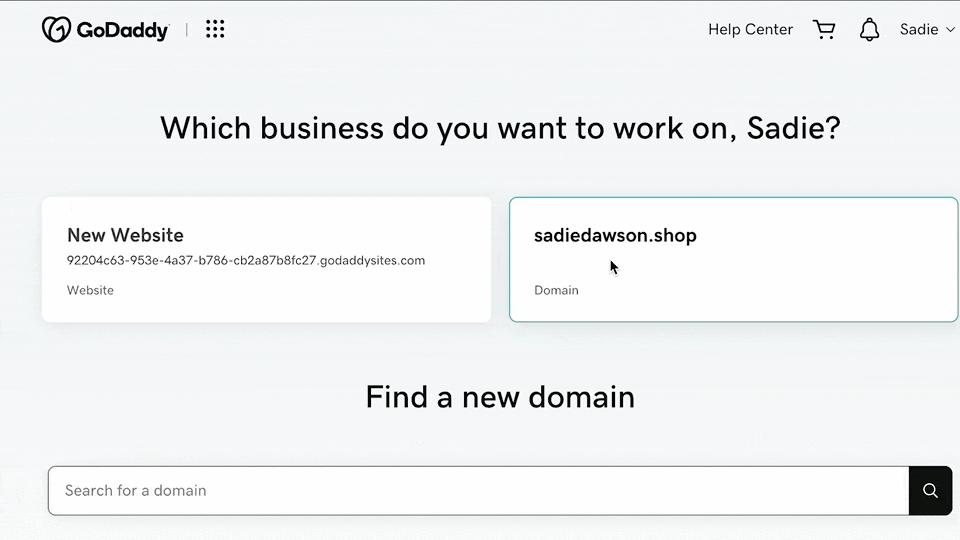 GoDaddy
Help Center
Sadie
Which business do you want to work on, Sadie?
New Website
92204c63-953e-4a37-b786-cb2a87b8fc27.godaddysites.com
Website
sadiedawson.shop
Domain
Find a new domain
Search for a domain